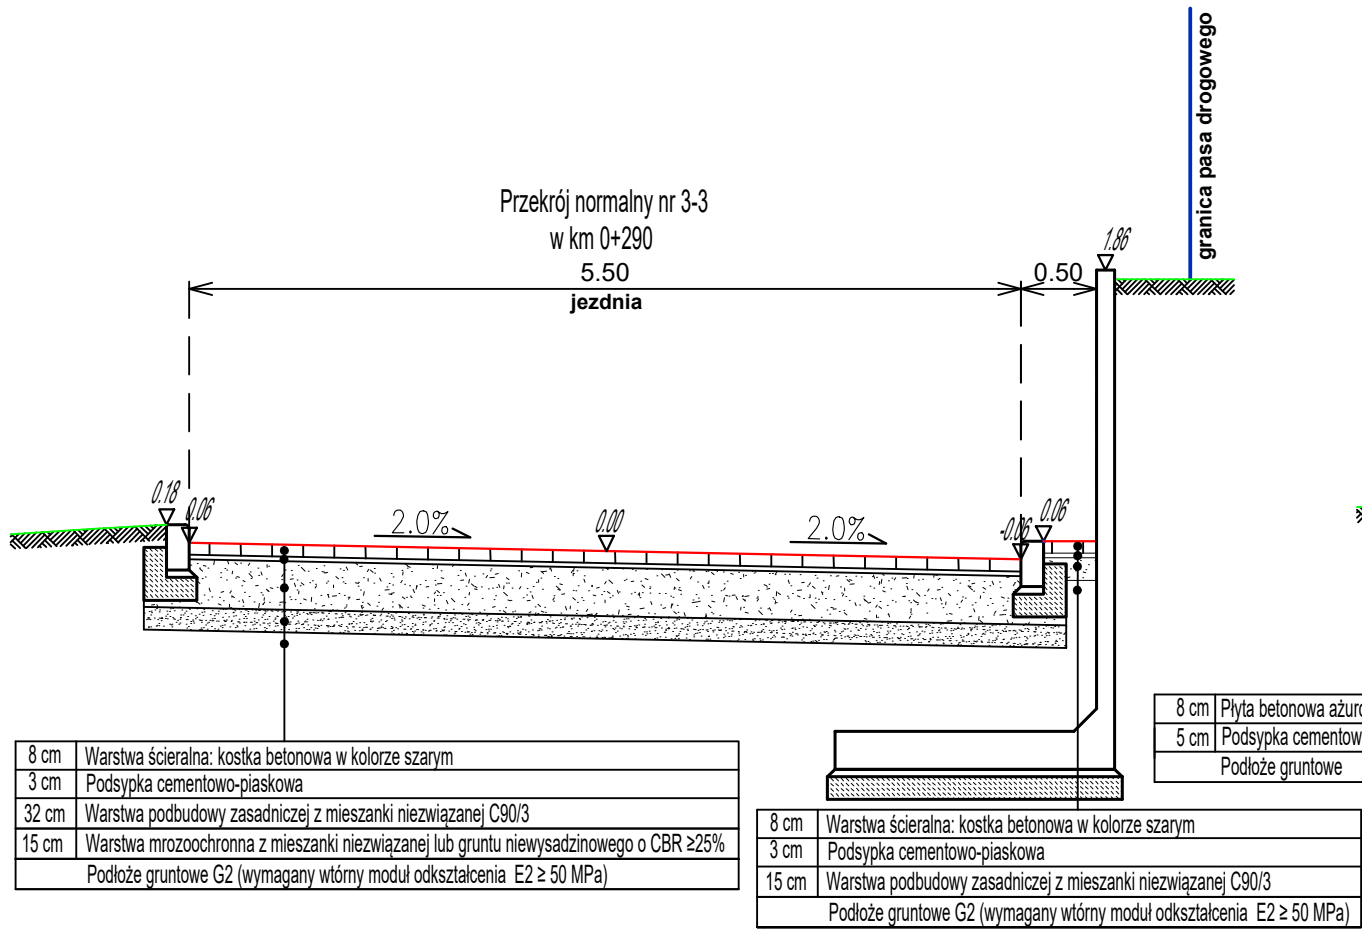 granica pasa drogowego
Przekrój normalny nr 3-3
w km 0+290
5.50
jezdnia
0.50
1.86
0.18
0.06
2.0%
0.00
2.0%
-0.06
0.06
8 cm Warstwa ścieralna: kostka betonowa w kolorze szarym
3 cm Podsypka cementowo-piaskowa
32 cm Warstwa podbudowy zasadniczej z mieszanki niezwiązanej C90/3
15 cm Warstwa mrozoochronna z mieszanki niezwiązanej lub gruntu niewysadzinowego o CBR ≥25%
Podłoże gruntowe G2 (wymagany wtórny moduł odkształcenia E2 ≥ 50 MPa)
8 cm Płyta betonowa ażuro
5 cm Podsypka cementow
Podłoże gruntowe
8 cm Warstwa ścieralna: kostka betonowa w kolorze szarym
3 cm Podsypka cementowo-piaskowa
15 cm Warstwa podbudowy zasadniczej z mieszanki niezwiązanej C90/3
Podłoże gruntowe G2 (wymagany wtórny moduł odkształcenia E2 ≥ 50 MPa)